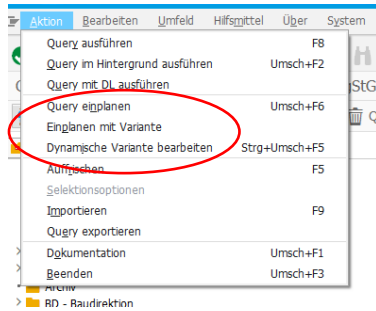 Aktion Bearbeiten Umfeld Hilfsmittel Über System
Query ausführen F8
Query im Hintergrund ausführen Umsch+F2
Query mit DL ausführen
Query einplanen Umsch+F6
Einplanen mit Variante
Dynamische Variante bearbeiten Strg+Umsch+F5
Auffrischen F5
Selektionsoptionen
Importieren F9
Query exportieren
Dokumentation Umsch+F1
Beenden Umsch+F3
Archiv
BD - Baudirektion